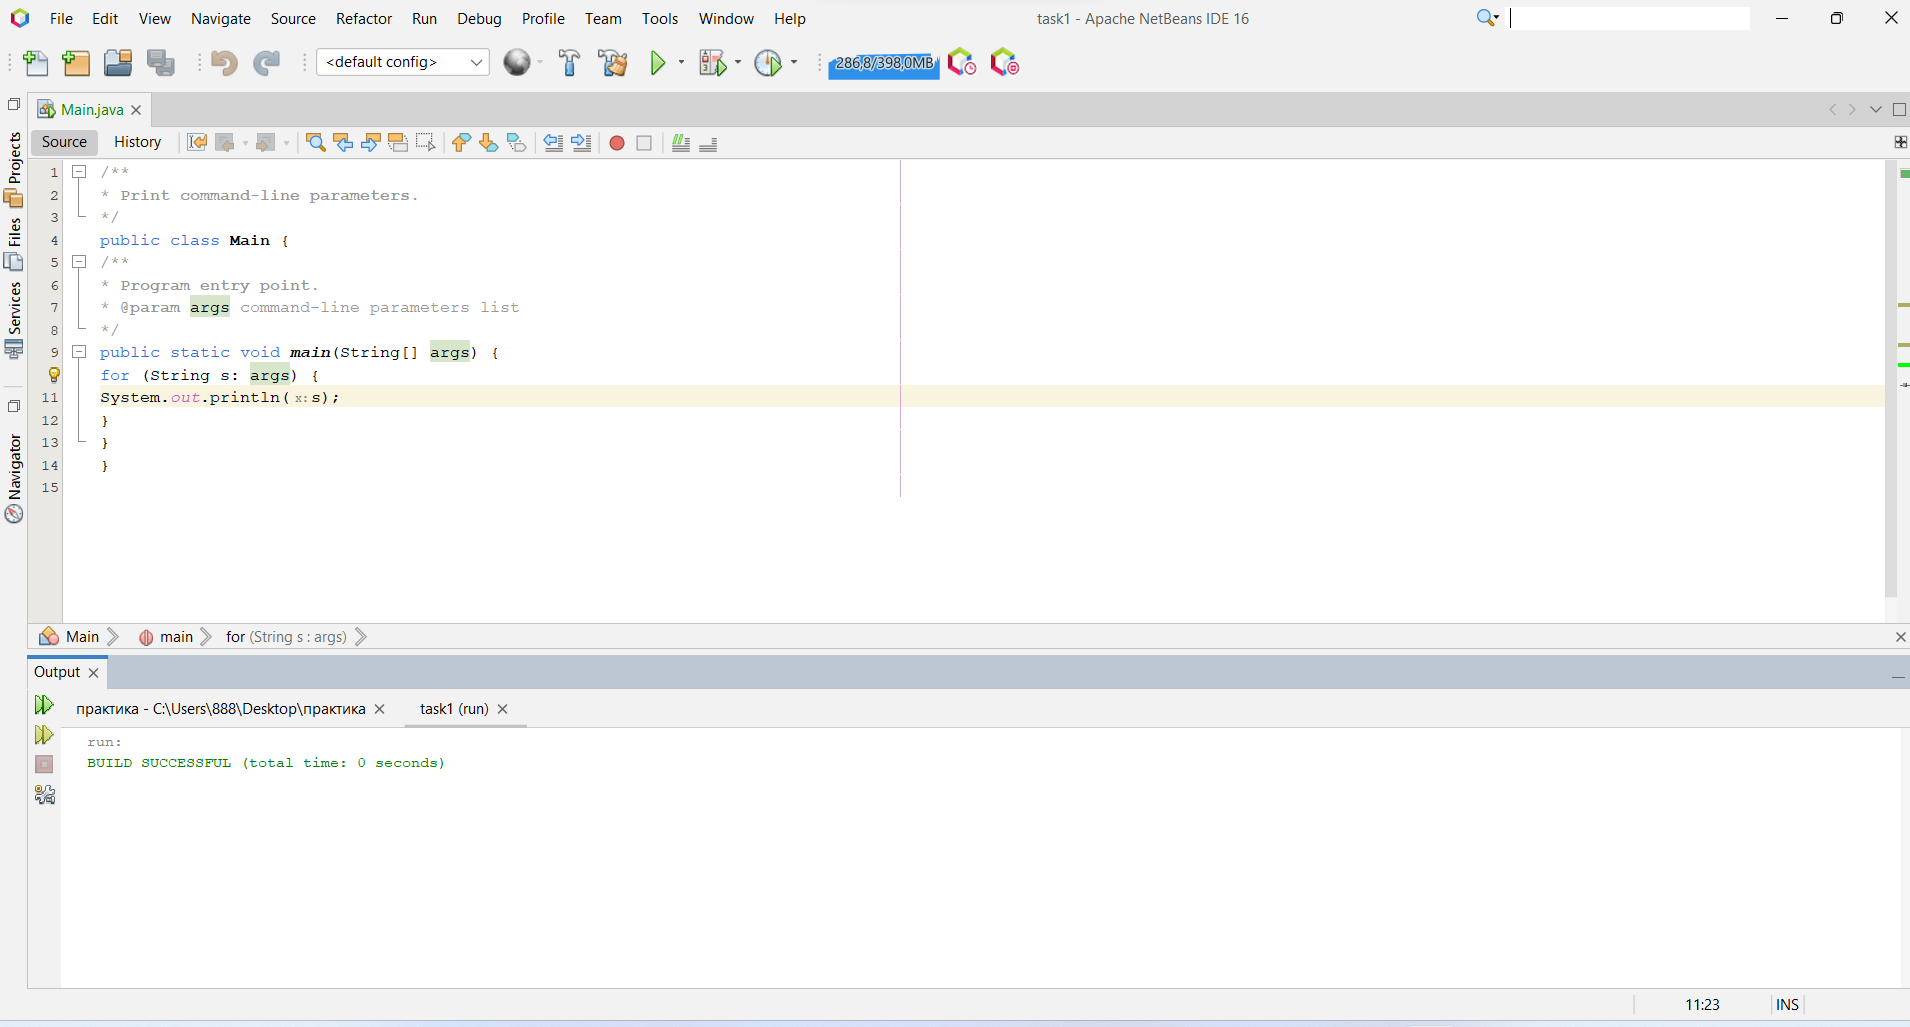 File Edit View Navigate Source Refactor Run Debug Profile Team Tools Window Help task1 - Apache NetBeans IDE 16
<default config> 286,8/398,0MB
Main.java
Source History
Projects
Files
Services
Navigator
1 /**
2 * Print command-line parameters.
3 */
4 public class Main {
5 /**
6 * Program entry point.
7 * @param args command-line parameters list
8 */
9 public static void main(String[] args) {
for (String s: args) {
11 System.out.println(x:s);
12 }
13 }
14 }
15
Main main for (String s : args)
Output
практика - C:\Users\888\Desktop\практика task1 (run)
run:
BUILD SUCCESSFUL (total time: 0 seconds)
11:23 INS